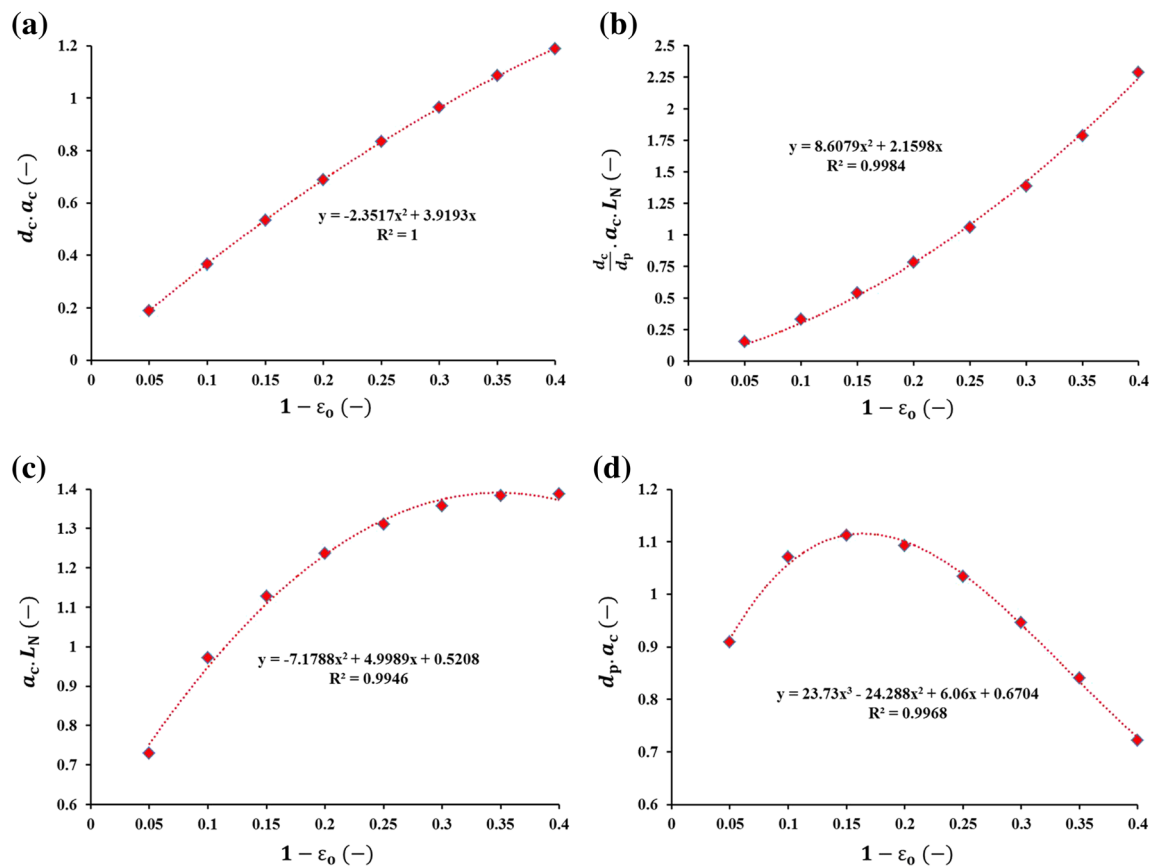 (a)
1.2
1
0.8
0.6
0.4
0.2
0
d_c · a_c (−)
y = -2.3517x² + 3.9193x
R² = 1
0 0.05 0.1 0.15 0.2 0.25 0.3 0.35 0.4
1 − ε_o (−)
(b)
2.5
2.25
2
1.75
1.5
1.25
1
0.75
0.5
0.25
0
d_c/d_p · a_c · L_N (−)
y = 8.6079x² + 2.1598x
R² = 0.9984
0 0.05 0.1 0.15 0.2 0.25 0.3 0.35 0.4
1 − ε_o (−)
(c)
1.4
1.3
1.2
1.1
1
0.9
0.8
0.7
0.6
a_c · L_N (−)
y = -7.1788x² + 4.9989x + 0.5208
R² = 0.9946
0 0.05 0.1 0.15 0.2 0.25 0.3 0.35 0.4
1 − ε_o (−)
(d)
1.2
1.1
1
0.9
0.8
0.7
0.6
d_p · a_c (−)
y = 23.73x³ - 24.288x² + 6.06x + 0.6704
R² = 0.9968
0 0.05 0.1 0.15 0.2 0.25 0.3 0.35 0.4
1 − ε_o (−)